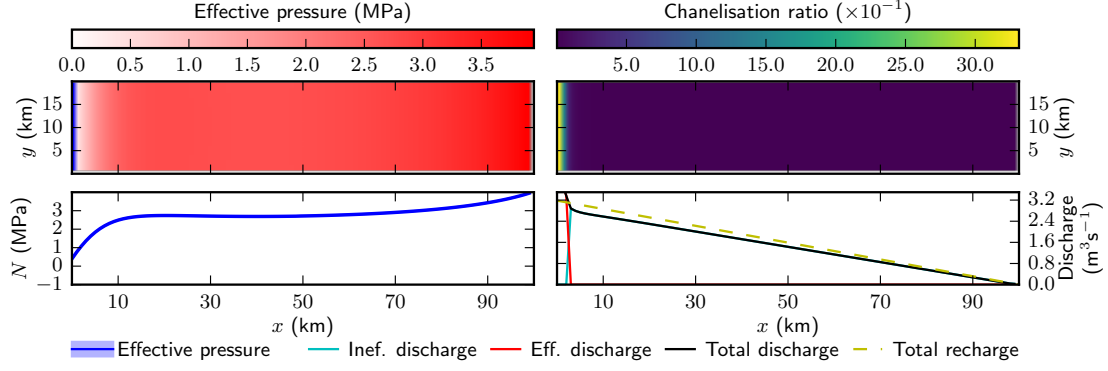 Effective pressure (MPa)
Chanelisation ratio (×10⁻¹)
0.0 0.5 1.0 1.5 2.0 2.5 3.0 3.5
5.0 10.0 15.0 20.0 25.0 30.0
y (km)
15
10
5
15
10
5
y (km)
N (MPa)
3
2
1
0
−1
10 30 50 70 90
x (km)
3.2
2.4
1.6
0.8
0.0
Discharge
(m³s⁻¹)
10 30 50 70 90
x (km)
Effective pressure Inef. discharge Eff. discharge Total discharge Total recharge